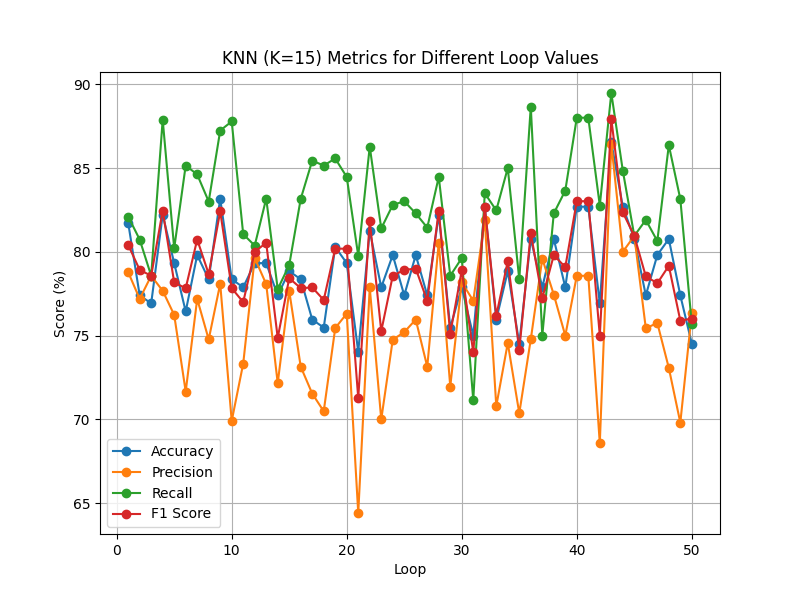 KNN (K=15) Metrics for Different Loop Values
Score (%)
90
85
80
75
70
65
Accuracy
Precision
Recall
F1 Score
0 10 20 30 40 50
Loop